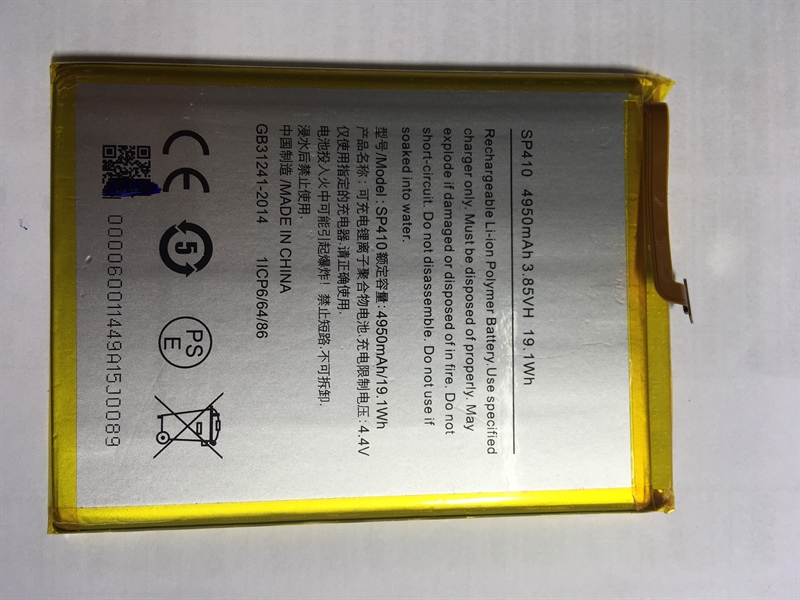 SP410 4950mAh 3.85VH 19.1Wh
Rechargeable Li-ion Polymer Battery.Use specified
charger only. Must be disposed of properly. May
explode if damaged or disposed of in fire. Do not
short-circuit. Do not disassemble. Do not use if
soaked into water.
型号/Model : SP410 额定容量 : 4950mAh/19.1Wh
产品名称 : 可充电锂离子聚合物电池.充电限制电压 : 4.4V
仅使用指定的充电器.请正确使用.
电池投入火中可能引起爆炸! 禁止短路.不可拆卸.
浸水后禁止使用.
中国制造 /MADE IN CHINA
GB31241-2014 1ICP6/64/86
CE 5 PS E
000060011449A15J0089